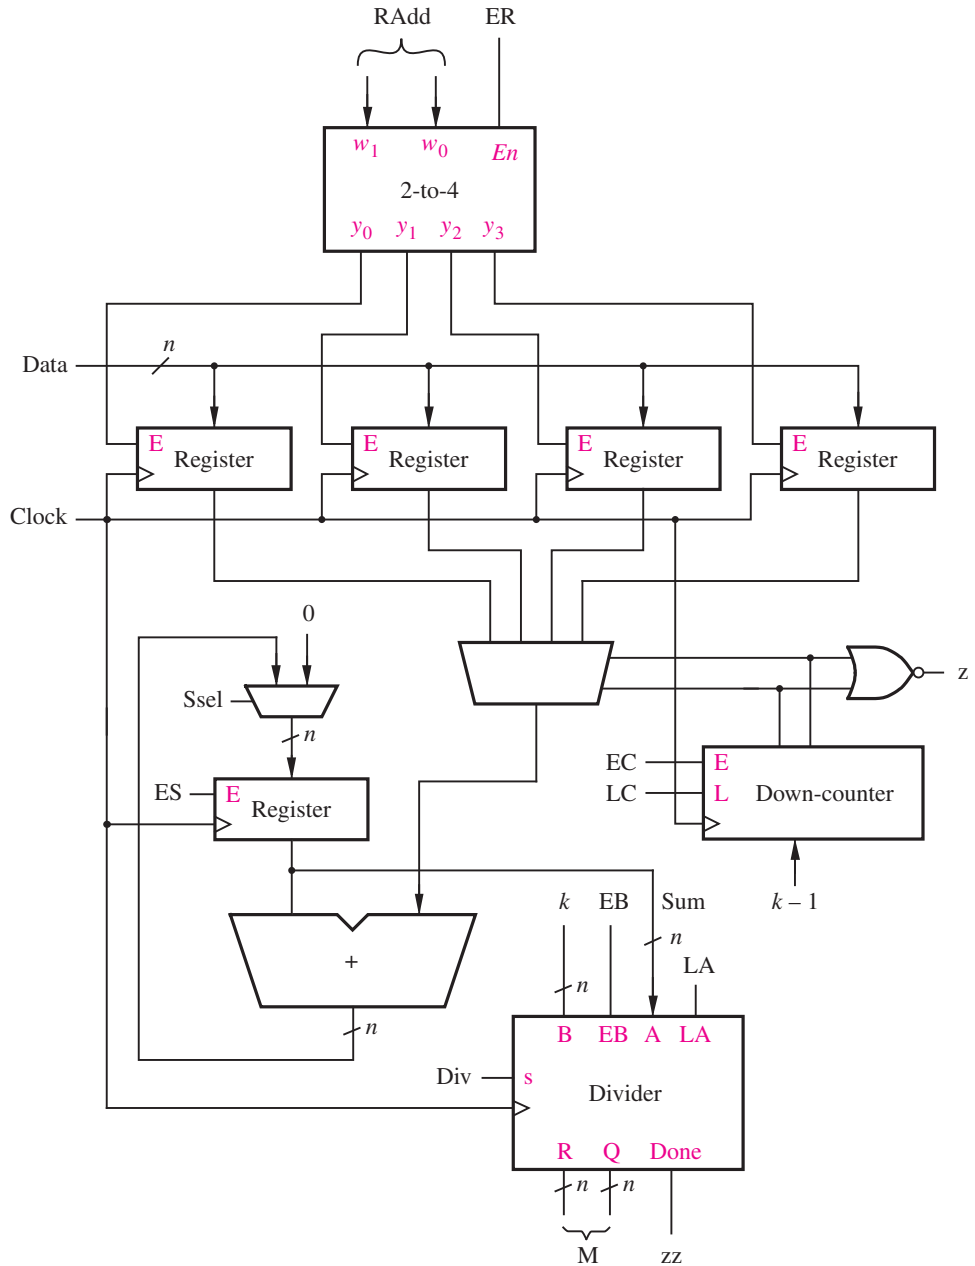 RAdd ER
w1 w0 En
2-to-4
y0 y1 y2 y3
n
Data
E E E E
Register Register Register Register
Clock
0
z
Ssel
n
EC E
LC L Down-counter
ES E
Register
k – 1
k EB Sum
n
LA
+
n
n
B EB A LA
Div s
Divider
R Q Done
n n
M zz